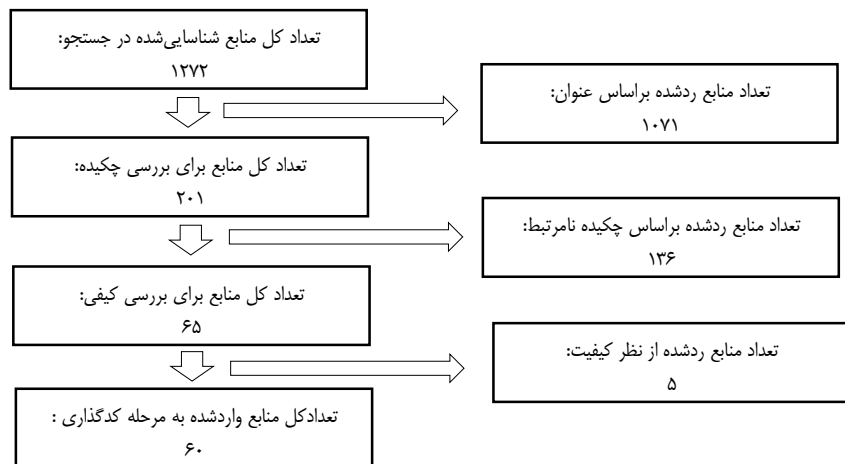 تعداد کل منابع شناسایی‌شده در جستجو:
۱۲۷۲
تعداد منابع ردشده براساس عنوان:
۱۰۷۱
تعداد کل منابع برای بررسی چکیده:
۲۰۱
تعداد منابع ردشده براساس چکیده نامرتبط:
۱۳۶
تعداد کل منابع برای بررسی کیفی:
۶۵
تعداد منابع ردشده از نظر کیفیت:
۵
تعدادکل منابع واردشده به مرحله کدگذاری :
۶۰